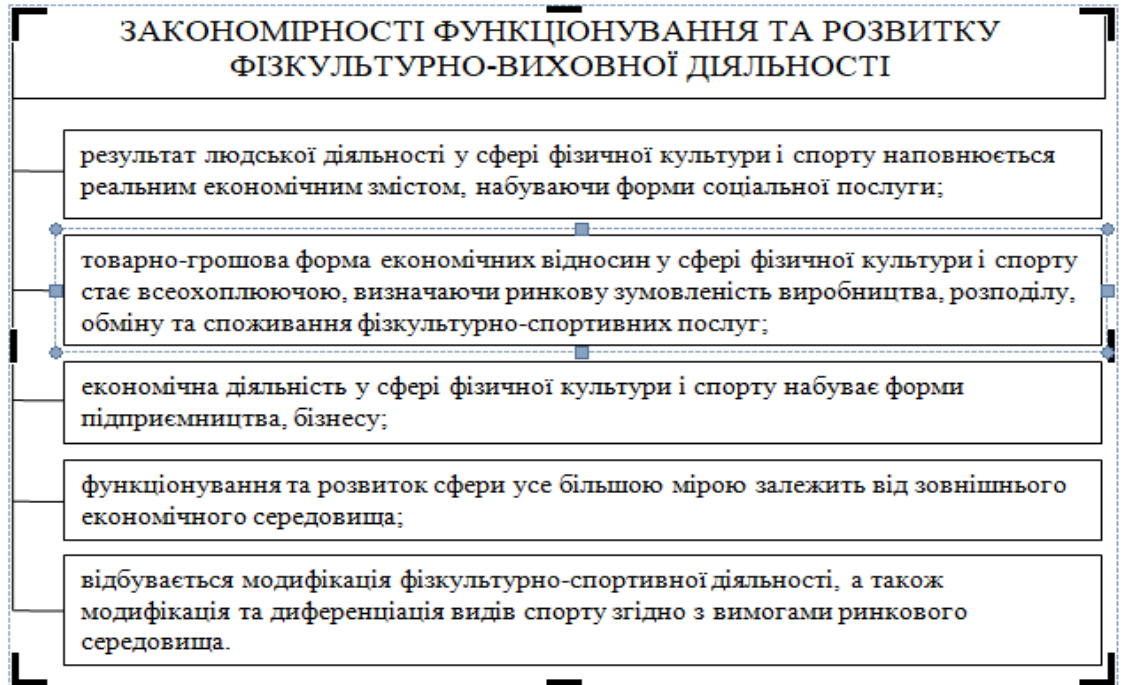 ЗАКОНОМІРНОСТІ ФУНКЦІОНУВАННЯ ТА РОЗВИТКУ
ФІЗКУЛЬТУРНО-ВИХОВНОЇ ДІЯЛЬНОСТІ
результат людської діяльності у сфері фізичної культури і спорту наповнюється
реальним економічним змістом, набуваючи форми соціальної послуги;
товарно-грошова форма економічних відносин у сфері фізичної культури і спорту
стає всеохоплюючою, визначаючи ринкову зумовленість виробництва, розподілу,
обміну та споживання фізкультурно-спортивних послуг;
економічна діяльність у сфері фізичної культури і спорту набуває форми
підприємництва, бізнесу;
функціонування та розвиток сфери усе більшою мірою залежить від зовнішнього
економічного середовища;
відбувається модифікація фізкультурно-спортивної діяльності, а також
модифікація та диференціація видів спорту згідно з вимогами ринкового
середовища.